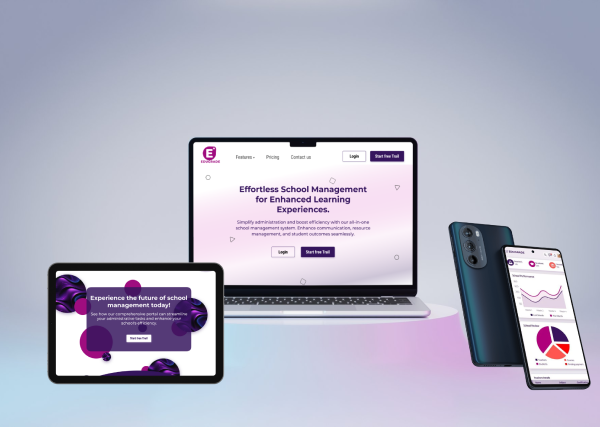 EDUSENSE
Features
Pricing
Contact us
Login
Start free Trail
Effortless School Management
for Enhanced Learning
Experiences.
Simplify administration and boost efficiency with our all-in-one
school management system. Enhance communication, resource
management, and student outcomes seamlessly.
Login
Start free Trail
Experience the future of school
management today!
See how our comprehensive portal can streamline
your administrative tasks and enhance your
school's efficiency.
Start free Trail